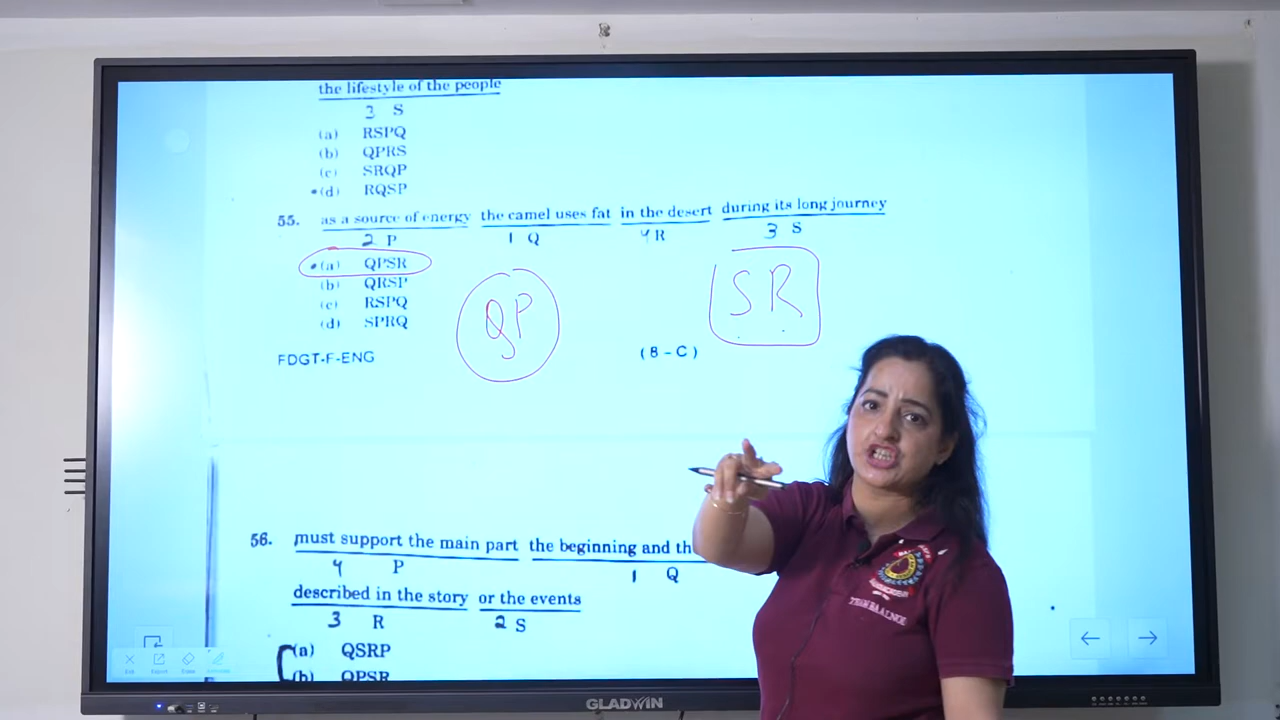 the lifestyle of the people
3 S
(a) RSPQ
(b) QPRS
(c) SRQP
(d) RQSP
55. as a source of energy the camel uses fat in the desert during its long journey
2 P 1 Q 4 R 3 S
(a) QPSR
(b) QRSP
(c) RSPQ
(d) SPRQ
QP
SR
FDGT-F-ENG (8 – C)
56. must support the main part the beginning and th
4 P 1 Q
described in the story or the events
3 R 2 S
(a) QSRP
(b) QPSR
GLADWIN